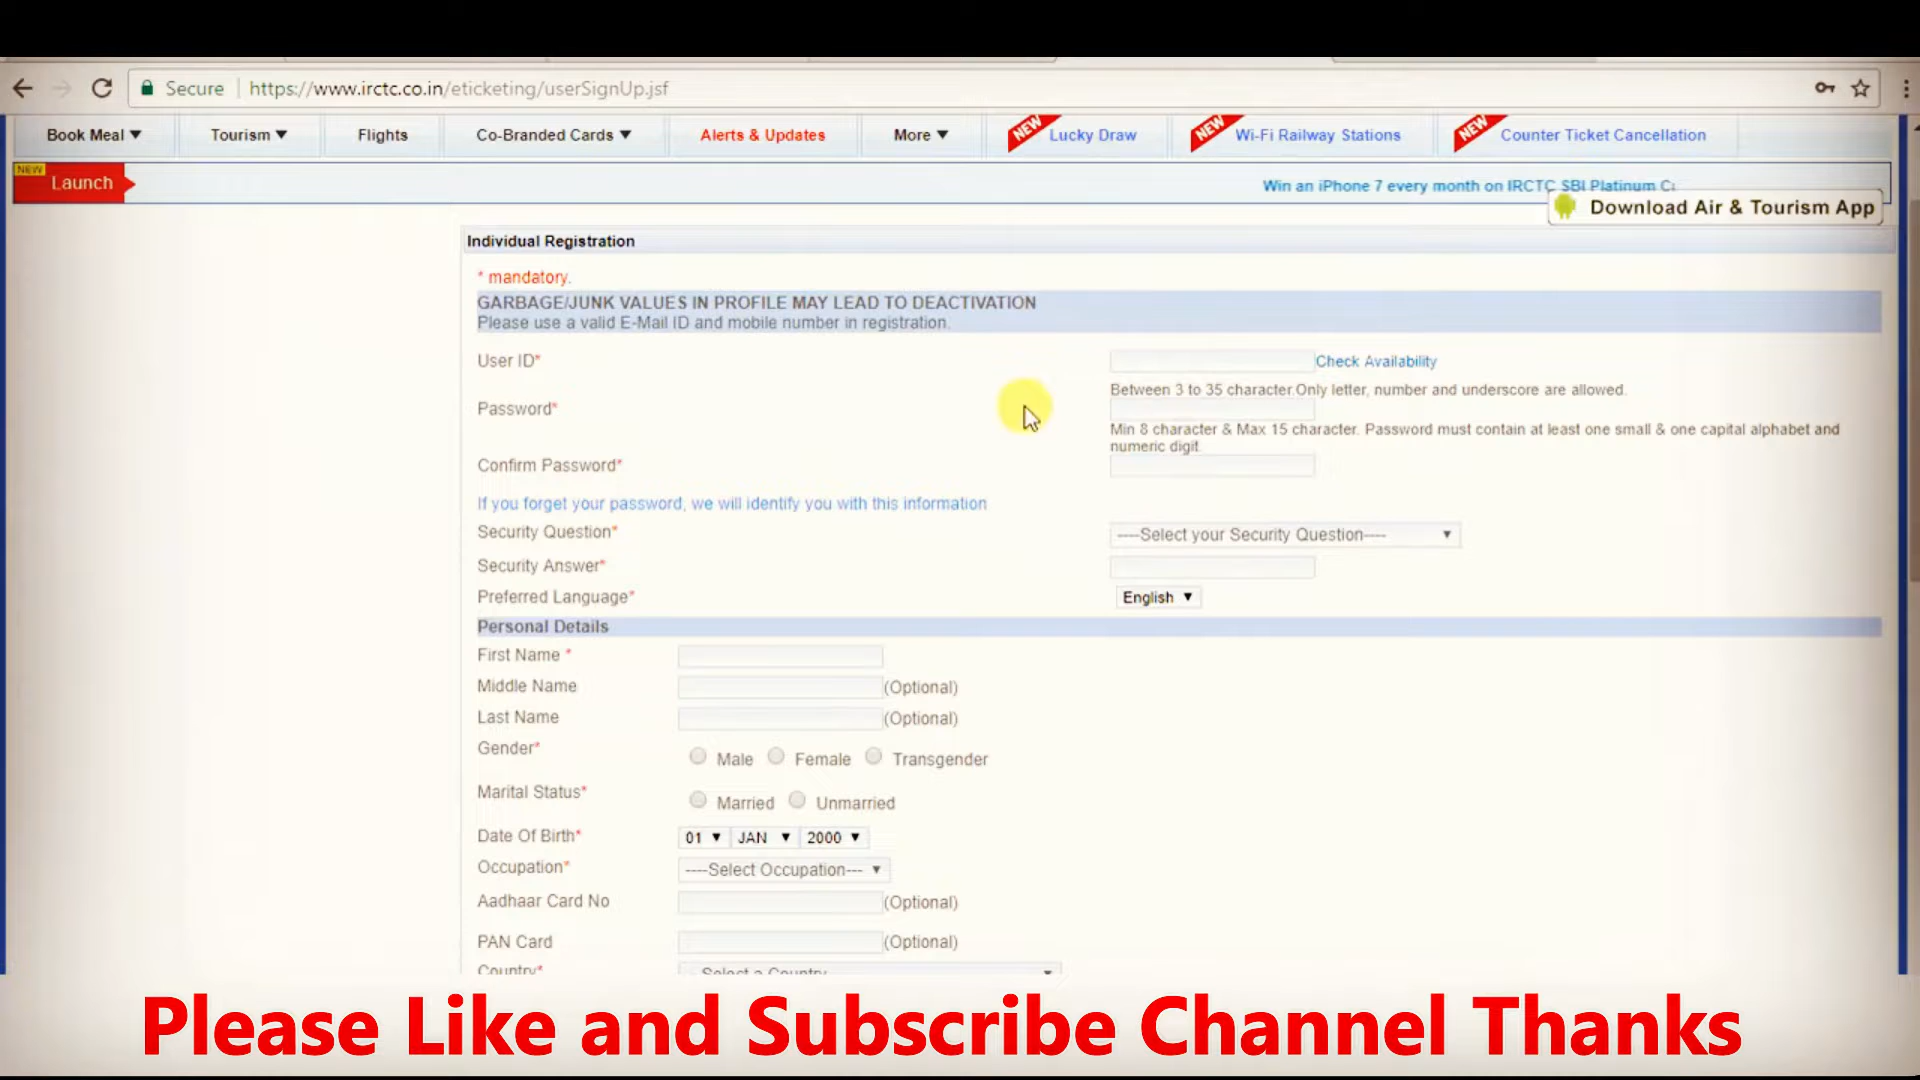 Secure https://www.irctc.co.in/eticketing/userSignUp.jsf
Book Meal Tourism Flights Co-Branded Cards Alerts & Updates More NEW Lucky Draw NEW Wi-Fi Railway Stations NEW Counter Ticket Cancellation
NEW Launch Win an iPhone 7 every month on IRCTC SBI Platinum
Download Air & Tourism App
Individual Registration
* mandatory.
GARBAGE/JUNK VALUES IN PROFILE MAY LEAD TO DEACTIVATION
Please use a valid E-Mail ID and mobile number in registration.
User ID* Check Availability
Between 3 to 35 character.Only letter, number and underscore are allowed.
Password*
Min 8 character & Max 15 character. Password must contain at least one small & one capital alphabet and
numeric digit.
Confirm Password*
If you forget your password, we will identify you with this information
Security Question* ----Select your Security Question----
Security Answer*
Preferred Language* English
Personal Details
First Name *
Middle Name (Optional)
Last Name (Optional)
Gender* Male Female Transgender
Marital Status* Married Unmarried
Date Of Birth* 01 JAN 2000
Occupation* ----Select Occupation---
Aadhaar Card No (Optional)
PAN Card (Optional)
Country* Select a Country
Please Like and Subscribe Channel Thanks